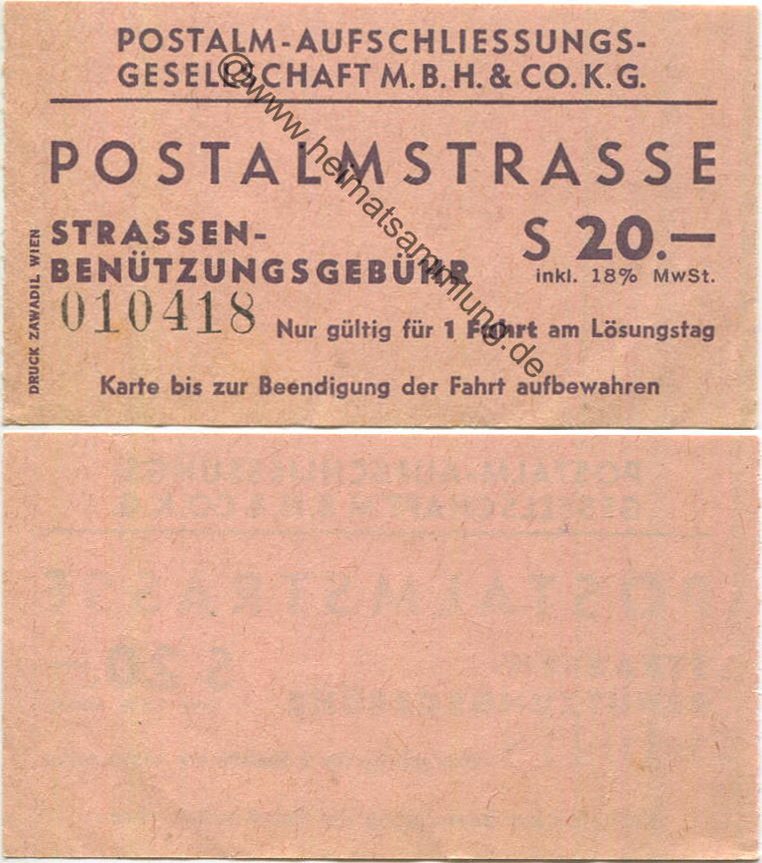 POSTALM-AUFSCHLIESSUNGS-
GESELLSCHAFT M.B.H. & CO. K.G.
POSTALMSTRASSE
STRASSEN-
BENÜTZUNGSGEBÜHR
S 20.—
inkl. 18% MwSt.
010418
Nur gültig für 1 Fahrt am Lösungstag
Karte bis zur Beendigung der Fahrt aufbewahren
DRUCK ZAWADIL WIEN
@www.heimatsammlung.de